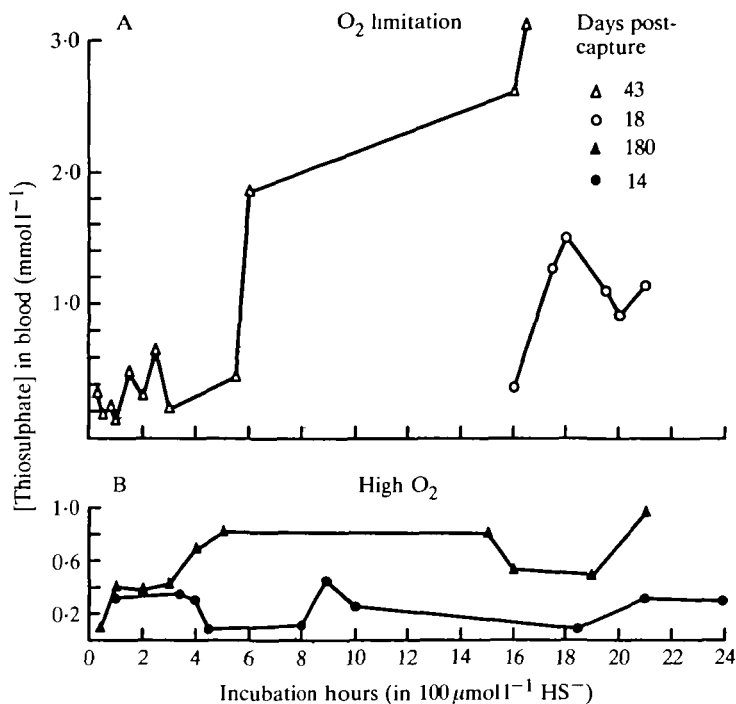 A
O₂ limitation
Days post-
capture
△ 43
○ 18
▲ 180
● 14
3·0
2·0
1·0
[Thiosulphate] in blood (mmol l⁻¹)
B
High O₂
1·0
0·6
0·2
0 2 4 6 8 10 12 14 16 18 20 22 24
Incubation hours (in 100 μmol l⁻¹ HS⁻)